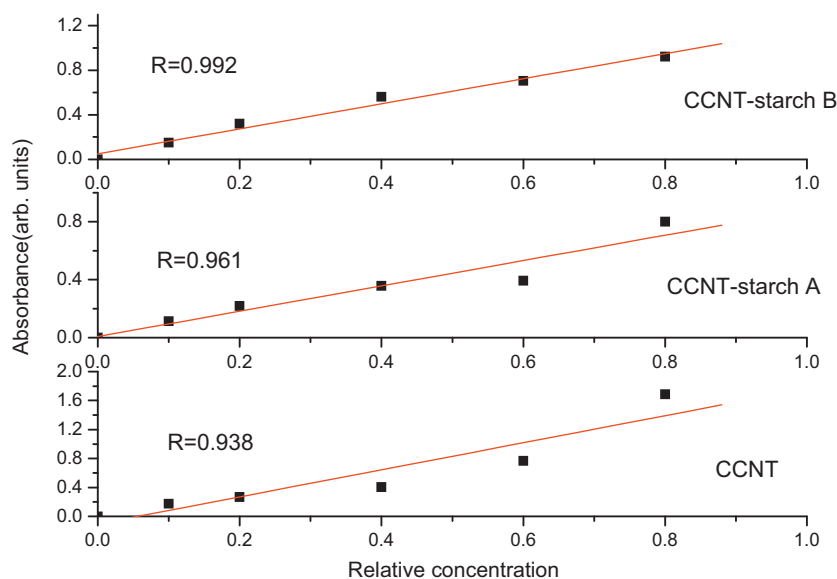 1.2
R=0.992
0.8
CCNT-starch B
0.4
0.0
0.0 0.2 0.4 0.6 0.8 1.0
Absorbance(arb. units)
0.8
R=0.961
0.4
CCNT-starch A
0.0
0.0 0.2 0.4 0.6 0.8 1.0
2.0
1.6
1.2
R=0.938
0.8
CCNT
0.4
0.0
0.0 0.2 0.4 0.6 0.8 1.0
Relative concentration